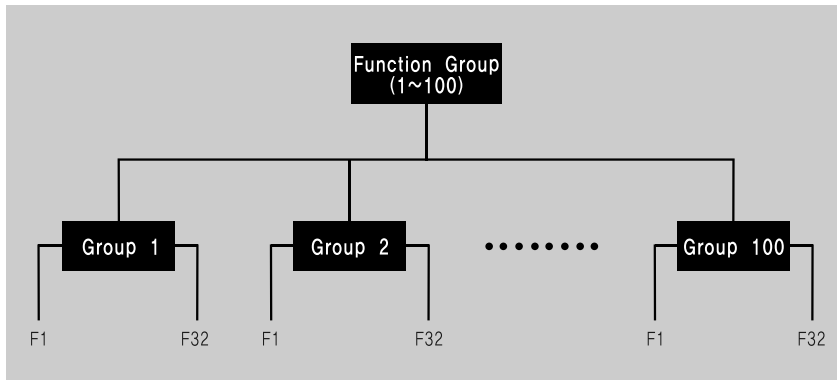 Function Group
(1~100)
Group 1
Group 2
Group 100
F1
F32
F1
F32
F1
F32